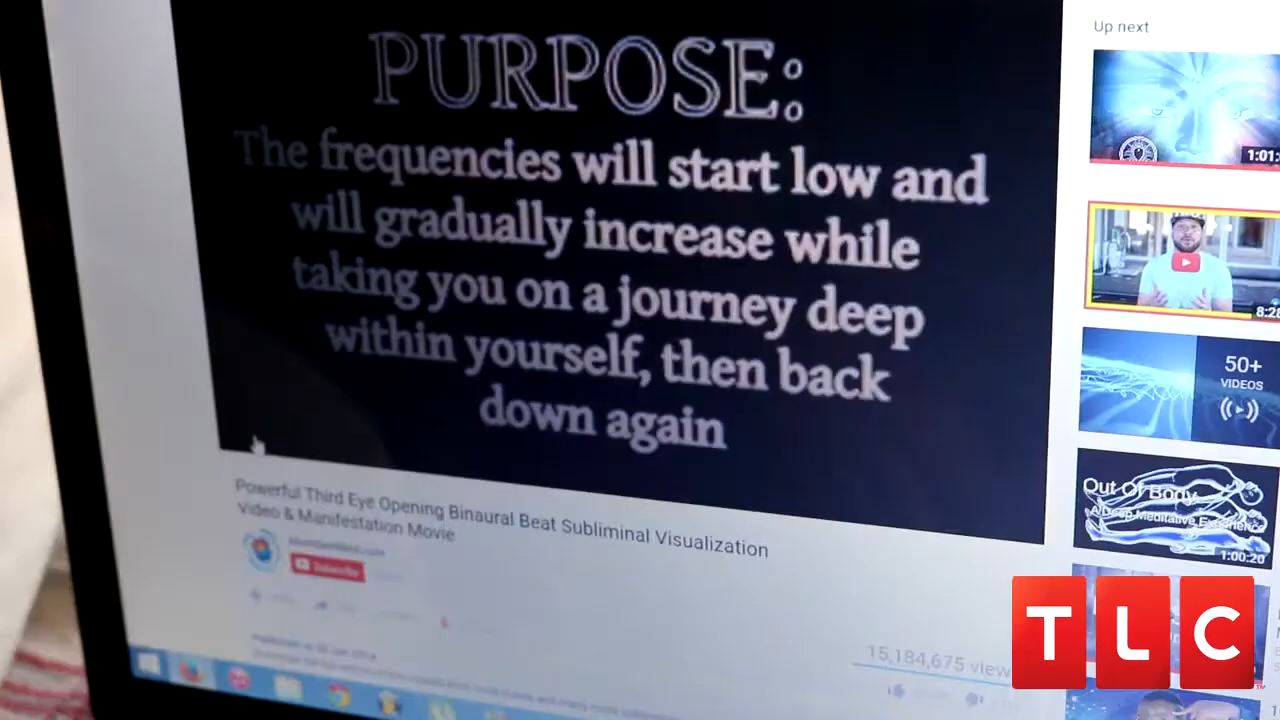 PURPOSE:
The frequencies will start low and
will gradually increase while
taking you on a journey deep
within yourself, then back
down again
Powerful Third Eye Opening Binaural Beat Subliminal Visualization
Video & Manifestation Movie
Subscribe
15,184,675 views
Up next
1:01:
8:28
50+
VIDEOS
Out Of Body
A Deep Meditative Experience
1:00:20
TLC